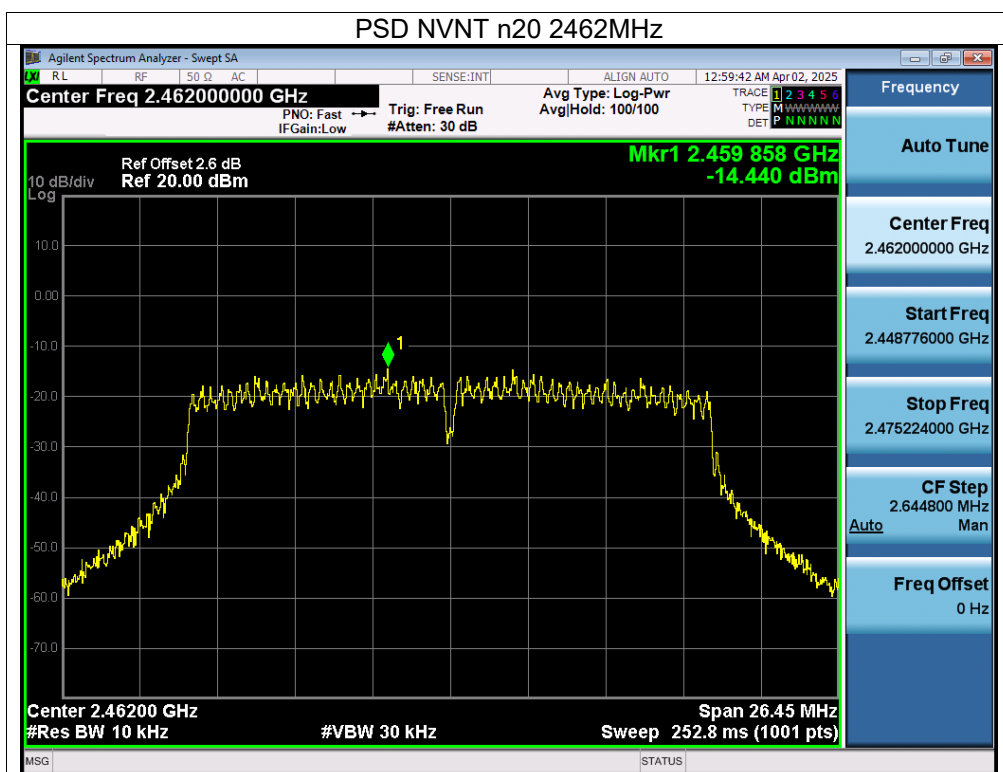 PSD NVNT n20 2462MHz
Agilent Spectrum Analyzer - Swept SA
LXI RL RF 50 Ω AC SENSE:INT ALIGN AUTO 12:59:42 AM Apr 02, 2025
Center Freq 2.462000000 GHz
PNO: Fast
IFGain:Low
Trig: Free Run
#Atten: 30 dB
Avg Type: Log-Pwr
Avg|Hold: 100/100
TRACE 1 2 3 4 5 6
TYPE M W W W W W
DET P N N N N N
Mkr1 2.459 858 GHz
-14.440 dBm
Ref Offset 2.6 dB
10 dB/div Ref 20.00 dBm
Log
10.0
0.00
-10.0
-20.0
-30.0
-40.0
-50.0
-60.0
-70.0
1
Center 2.46200 GHz Span 26.45 MHz
#Res BW 10 kHz #VBW 30 kHz Sweep 252.8 ms (1001 pts)
MSG STATUS
Frequency
Auto Tune
Center Freq
2.462000000 GHz
Start Freq
2.448776000 GHz
Stop Freq
2.475224000 GHz
CF Step
2.644800 MHz
Auto Man
Freq Offset
0 Hz